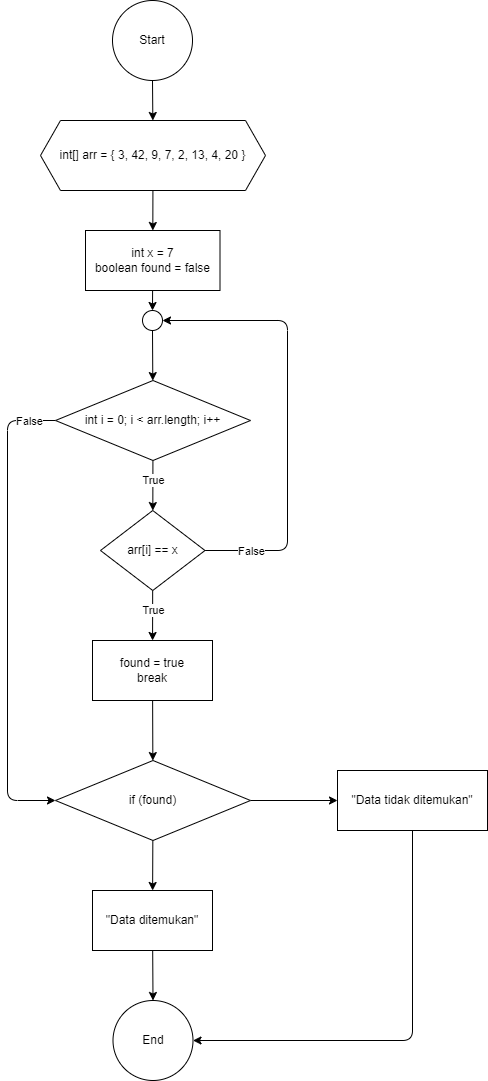 Start
int[] arr = { 3, 42, 9, 7, 2, 13, 4, 20 }
int x = 7
boolean found = false
int i = 0; i < arr.length; i++
False
True
arr[i] == x
False
True
found = true
break
if (found)
"Data tidak ditemukan"
"Data ditemukan"
End